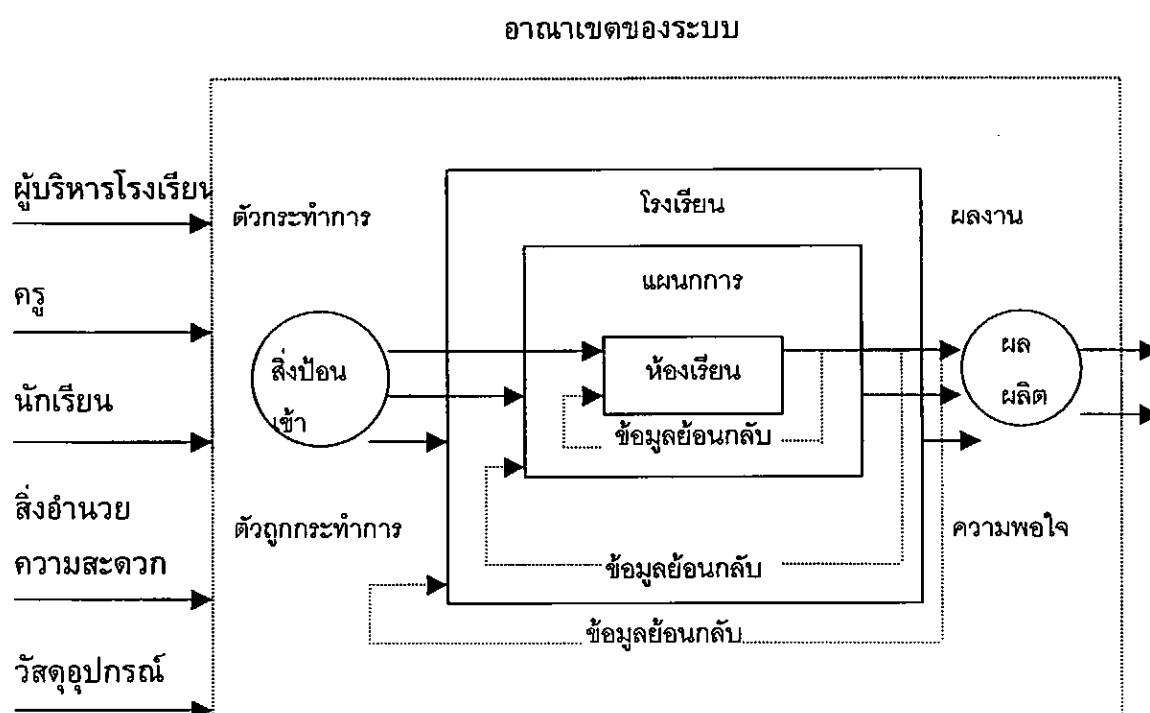 อาณาเขตของระบบ
ผู้บริหารโรงเรียน
ครู
นักเรียน
สิ่งอำนวย
ความสะดวก
วัสดุอุปกรณ์
ตัวกระทำการ
สิ่งป้อน
เข้า
ตัวถูกกระทำการ
โรงเรียน
แผนกการ
ห้องเรียน
ข้อมูลย้อนกลับ
ข้อมูลย้อนกลับ
ข้อมูลย้อนกลับ
ผลงาน
ผล
ผลิต
ความพอใจ